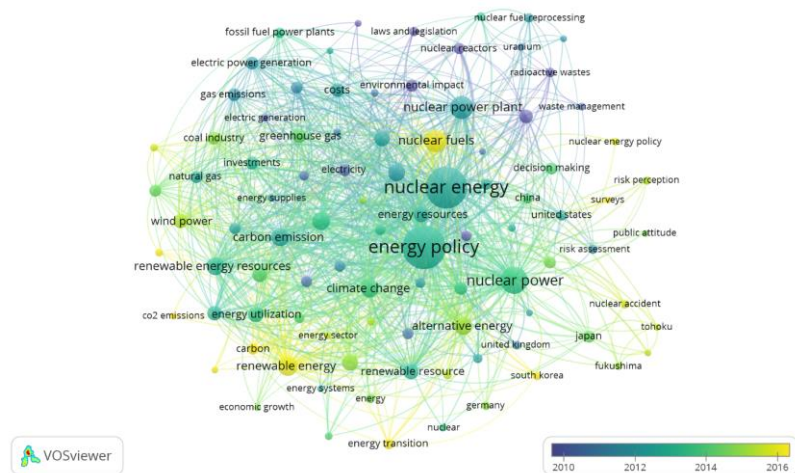 nuclear fuel reprocessing
fossil fuel power plants
laws and legislation
nuclear reactors
uranium
electric power generation
radioactive wastes
environmental impact
costs
gas emissions
nuclear power plant
waste management
electric generation
coal industry
greenhouse gas
nuclear fuels
nuclear energy policy
investments
electricity
decision making
natural gas
risk perception
nuclear energy
energy supplies
china
surveys
energy resources
united states
wind power
public attitude
carbon emission
energy policy
risk assessment
renewable energy resources
nuclear power
climate change
nuclear accident
co2 emissions
energy utilization
alternative energy
tohoku
energy sector
japan
united kingdom
carbon
renewable energy
renewable resource
fukushima
south korea
energy systems
energy
economic growth
germany
nuclear
energy transition
VOSviewer
2010 2012 2014 2016